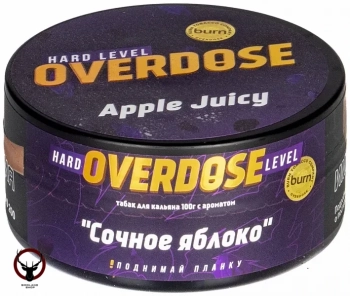 HARD LEVEL
OVERDOSE
burn
Apple Juicy
HARD OVERDOSE LEVEL
burn
табак для кальяна 100г с ароматом
"Сочное яблоко"
ПОДНИМАЙ ПЛАНКУ